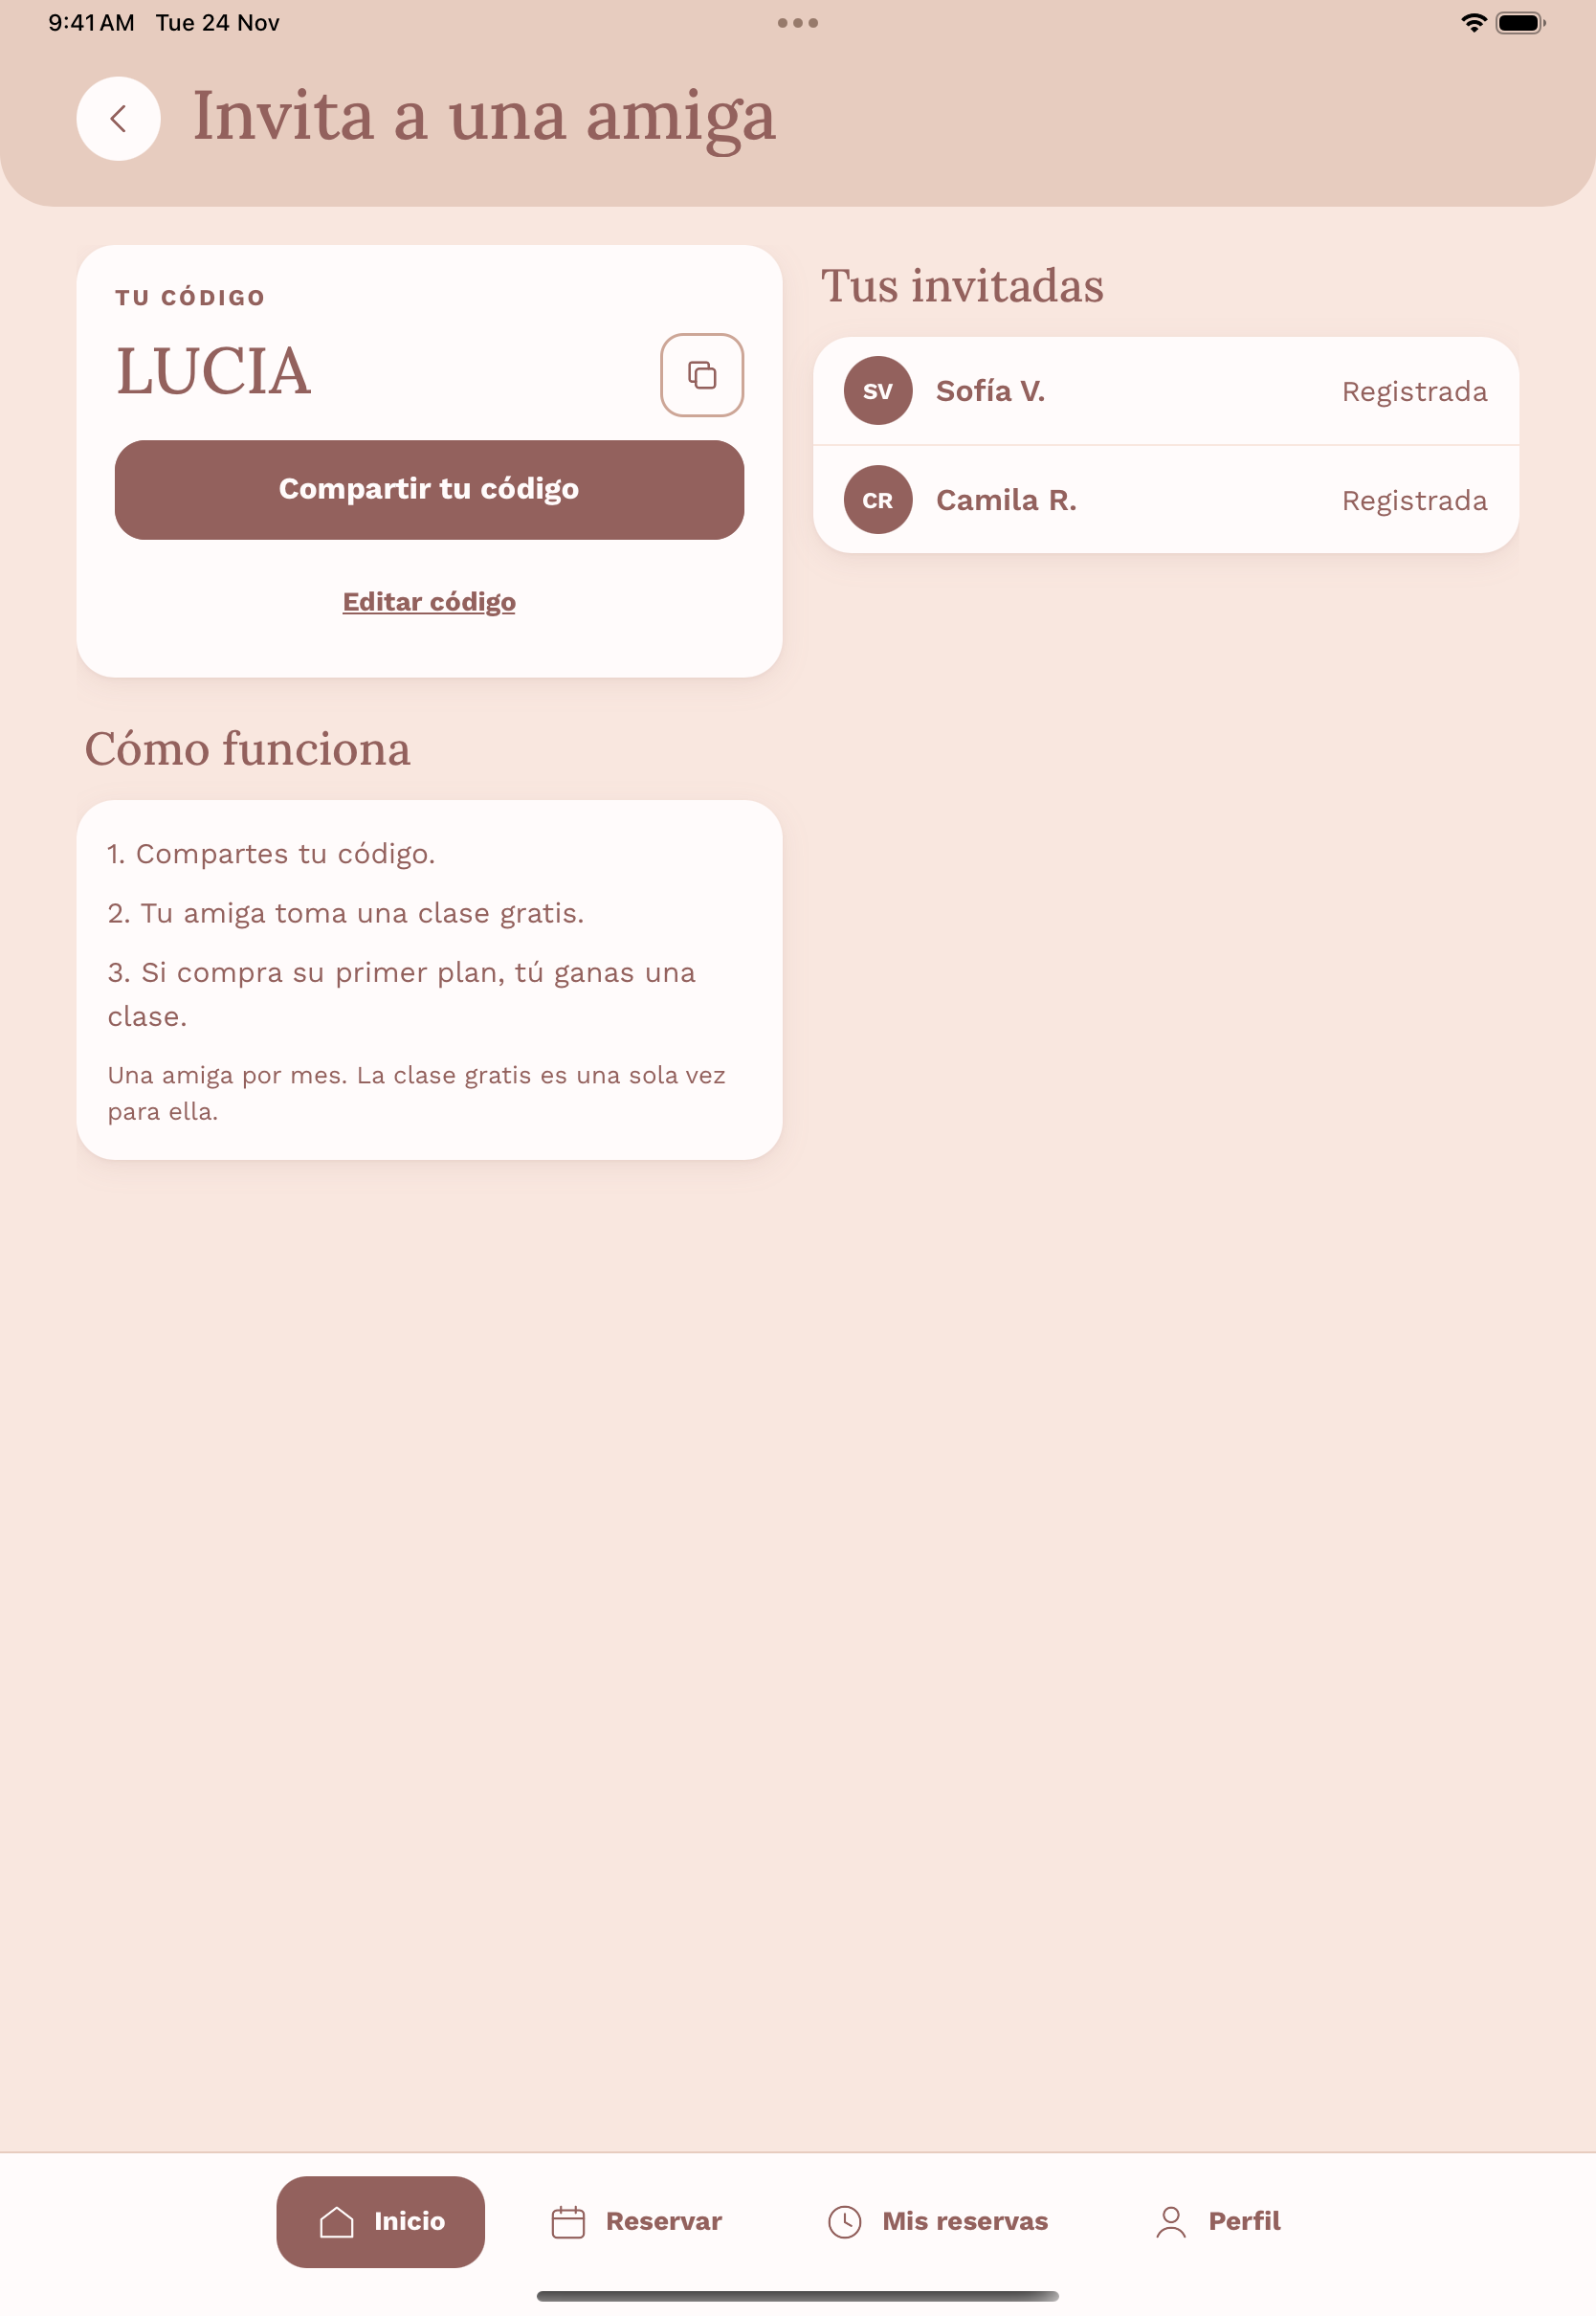 9:41 AM Tue 24 Nov
Invita a una amiga
TU CÓDIGO
LUCIA
Compartir tu código
Editar código
Cómo funciona
1. Compartes tu código.
2. Tu amiga toma una clase gratis.
3. Si compra su primer plan, tú ganas una
clase.
Una amiga por mes. La clase gratis es una sola vez
para ella.
Tus invitadas
SV Sofía V. Registrada
CR Camila R. Registrada
Inicio Reservar Mis reservas Perfil